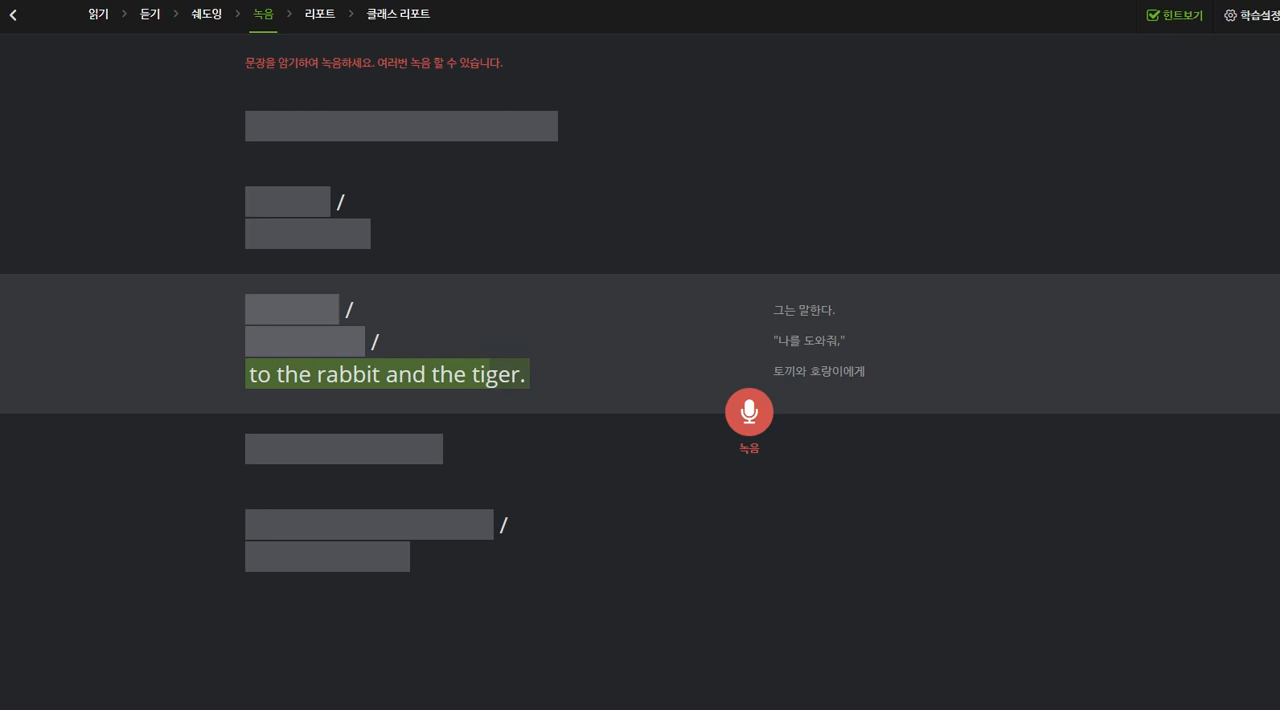 읽기 > 듣기 > 쉐도잉 > 녹음 > 리포트 > 클래스 리포트
힌트보기
학습설정
문장을 암기하여 녹음하세요. 여러번 녹음 할 수 있습니다.
/
/
그는 말한다.
/
"나를 도와줘,"
to the rabbit and the tiger.
토끼와 호랑이에게
녹음
/